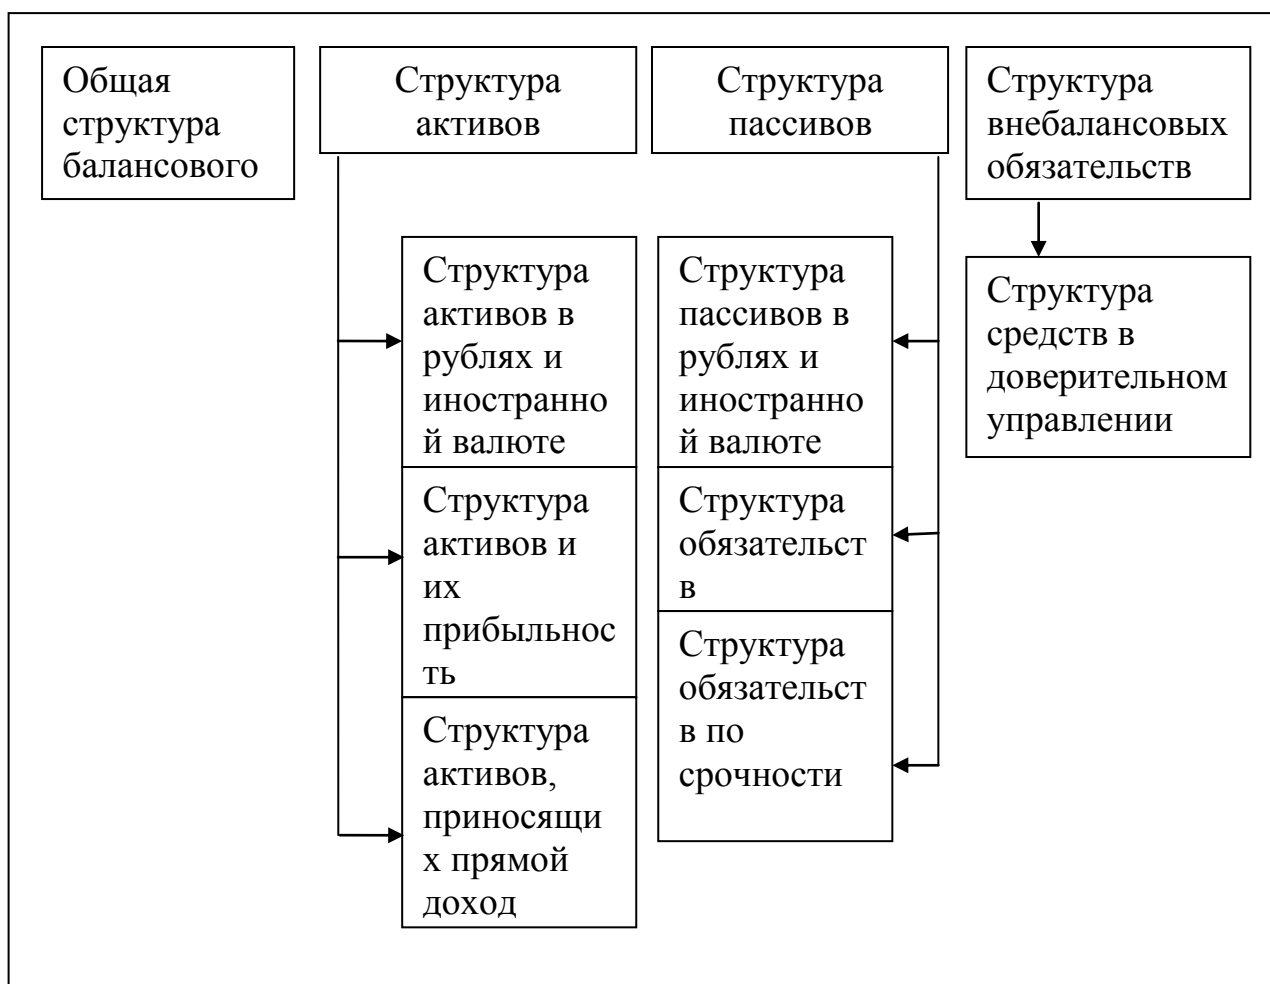 Общая
структура
балансового
Структура
активов
Структура
пассивов
Структура
внебалансовых
обязательств
Структура
активов в
рублях и
иностранно
й валюте
Структура
активов и
их
прибыльнос
ть
Структура
активов,
приносящи
х прямой
доход
Структура
пассивов в
рублях и
иностранно
й валюте
Структура
обязательст
в
Структура
обязательст
в по
срочности
Структура
средств в
доверительном
управлении